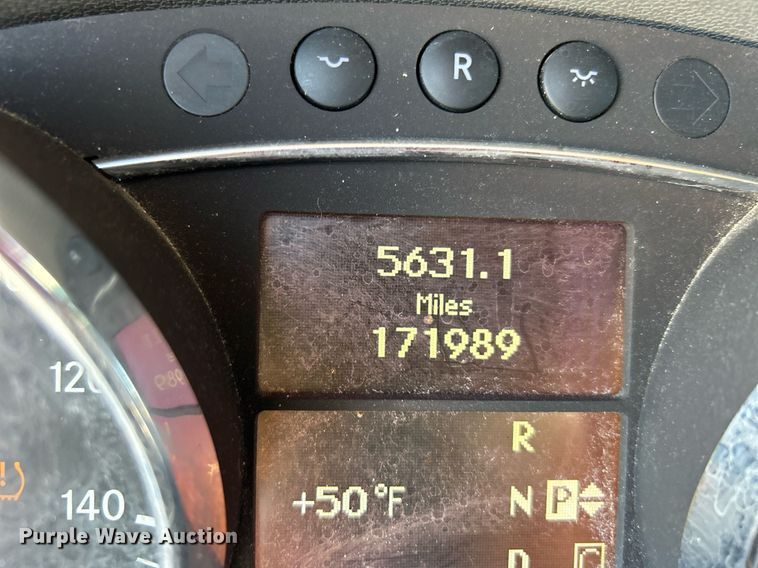 R
5631.1
Miles
171989
120
R
+50°F N P
140
D C
Purple Wave Auction